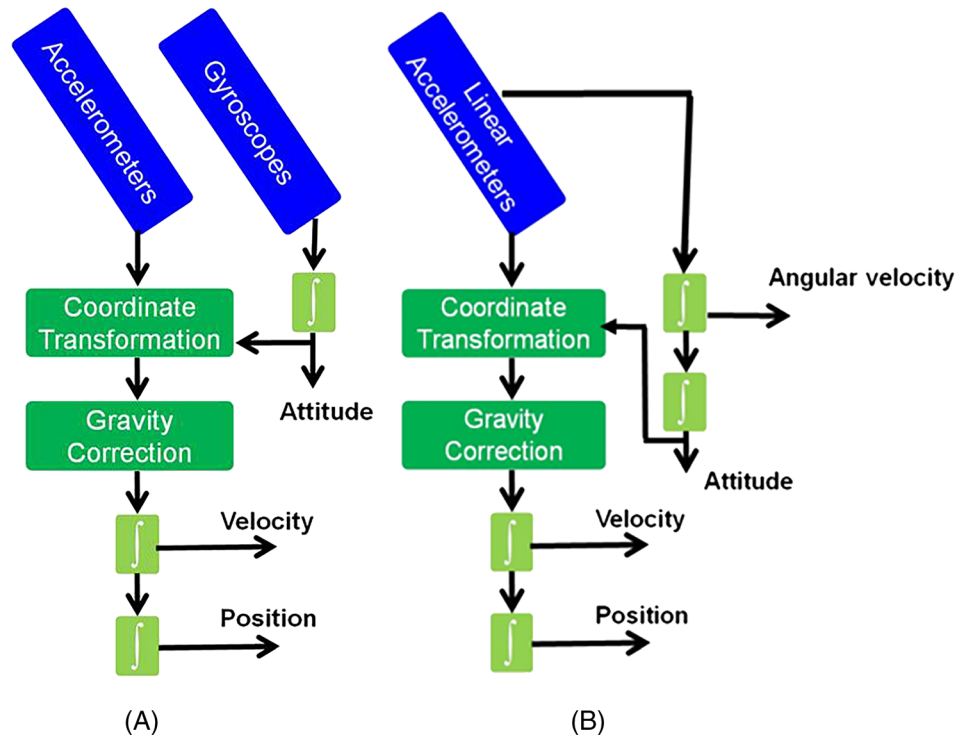 Accelerometers
Gyroscopes
∫
Coordinate
Transformation
Attitude
Gravity
Correction
∫
Velocity
∫
Position
(A)
Linear
Accelerometers
∫
Angular velocity
Coordinate
Transformation
∫
Attitude
Gravity
Correction
∫
Velocity
∫
Position
(B)